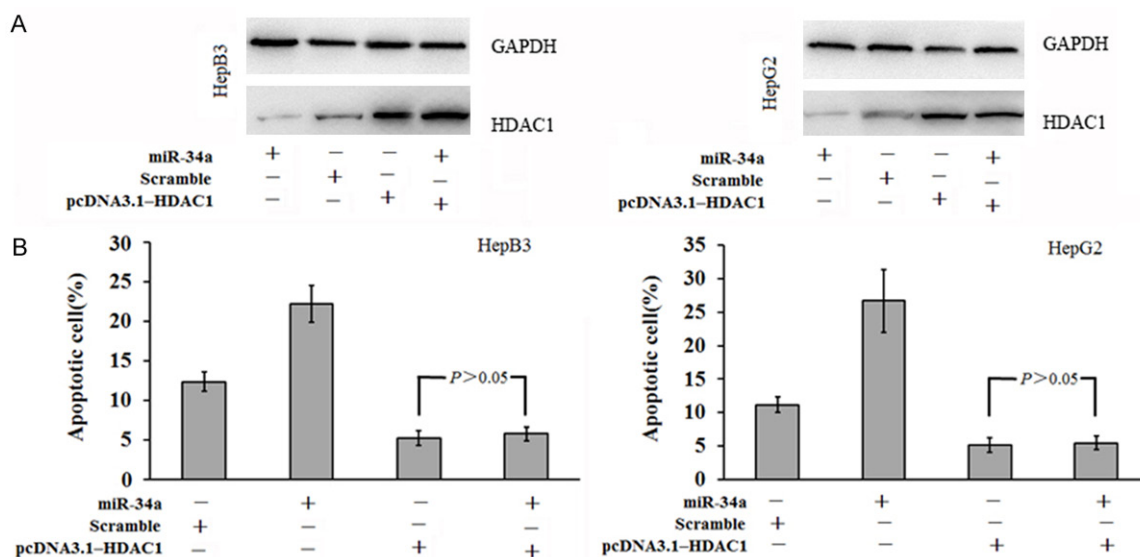 A
HepB3
GAPDH
HDAC1
miR-34a + − − +
Scramble − + − −
pcDNA3.1–HDAC1 − − + +
HepG2
GAPDH
HDAC1
miR-34a + − − +
Scramble − + − −
pcDNA3.1–HDAC1 − − + +
B
HepB3
Apoptotic cell(%)
30
25
20
15
10
5
0
P>0.05
miR-34a − + − +
Scramble + − − −
pcDNA3.1–HDAC1 − − + +
HepG2
Apoptotic cell(%)
35
30
25
20
15
10
5
0
P>0.05
miR-34a − + − +
Scramble + − − −
pcDNA3.1–HDAC1 − − + +